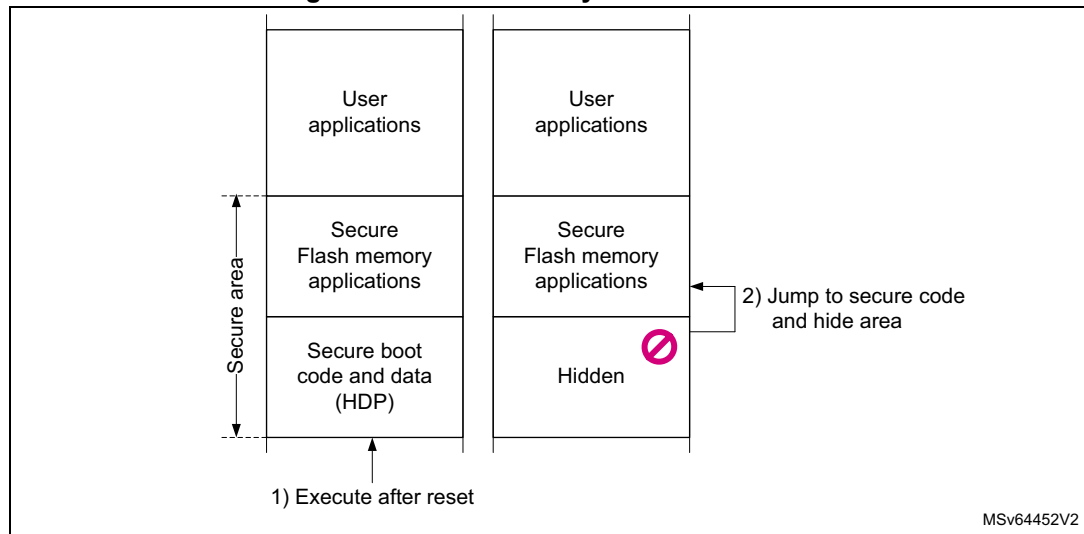 User
applications
User
applications
Secure area
Secure
Flash memory
applications
Secure
Flash memory
applications
2) Jump to secure code
and hide area
Secure boot
code and data
(HDP)
Hidden
1) Execute after reset
MSv64452V2